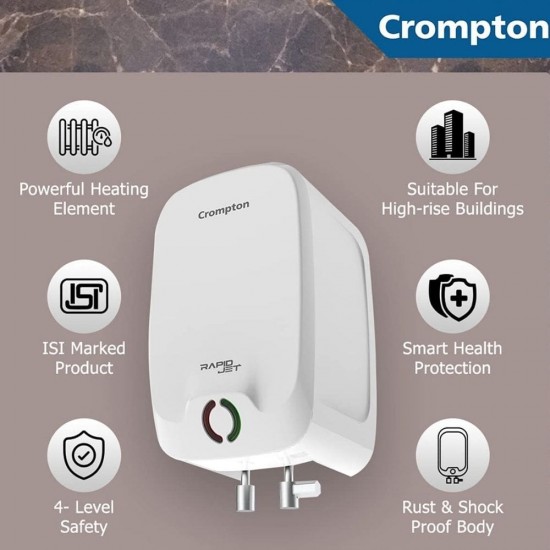 Crompton
Powerful Heating
Element
Suitable For
High-rise Buildings
Crompton
ISI
ISI Marked
Product
Smart Health
Protection
RAPID
JET
4- Level
Safety
Rust & Shock
Proof Body